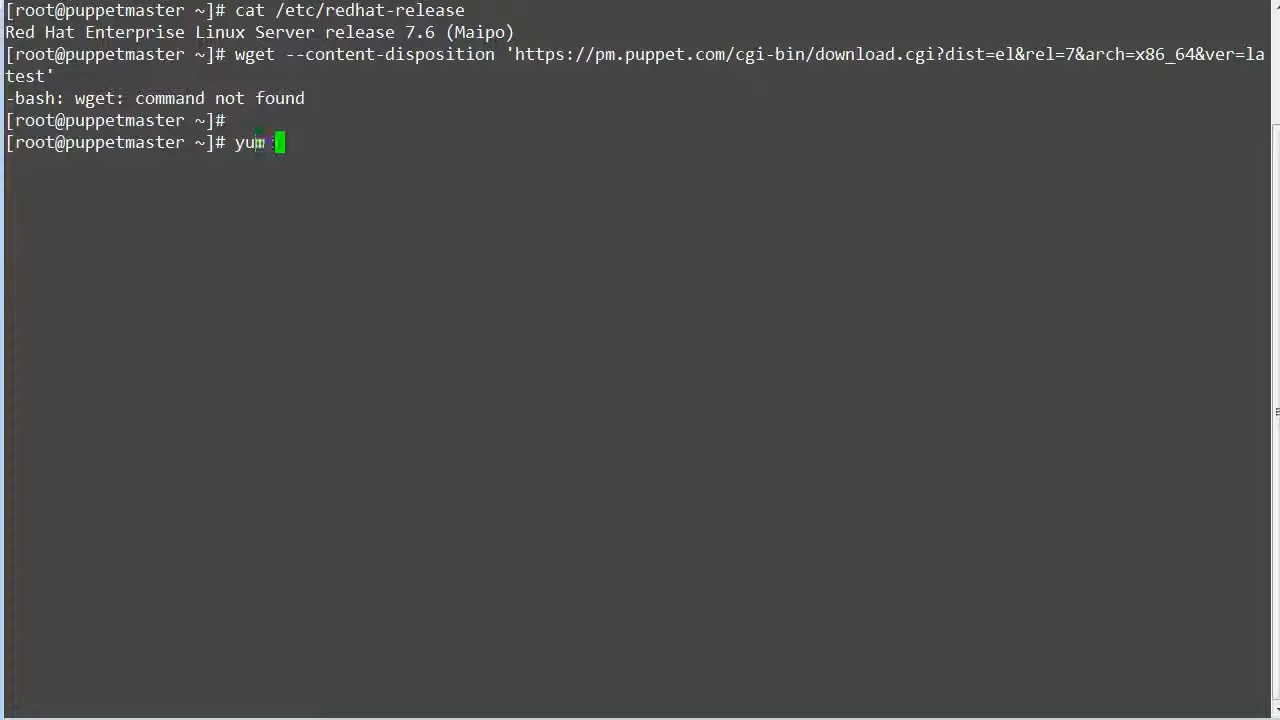 [root@puppetmaster ~]# cat /etc/redhat-release
Red Hat Enterprise Linux Server release 7.6 (Maipo)
[root@puppetmaster ~]# wget --content-disposition 'https://pm.puppet.com/cgi-bin/download.cgi?dist=el&rel=7&arch=x86_64&ver=la
test'
-bash: wget: command not found
[root@puppetmaster ~]#
[root@puppetmaster ~]# yum